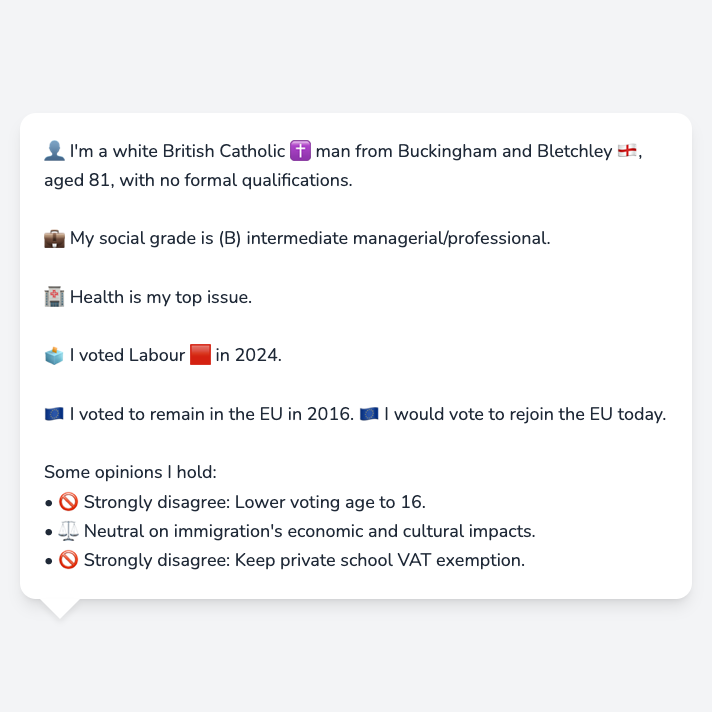 👤 I'm a white British Catholic ✝️ man from Buckingham and Bletchley 🏴󠁧󠁢󠁥󠁮󠁧󠁿,
aged 81, with no formal qualifications.
💼 My social grade is (B) intermediate managerial/professional.
🏥 Health is my top issue.
🗳️ I voted Labour 🟥 in 2024.
🇪🇺 I voted to remain in the EU in 2016. 🇪🇺 I would vote to rejoin the EU today.
Some opinions I hold:
• 🚫 Strongly disagree: Lower voting age to 16.
• ⚖️ Neutral on immigration's economic and cultural impacts.
• 🚫 Strongly disagree: Keep private school VAT exemption.